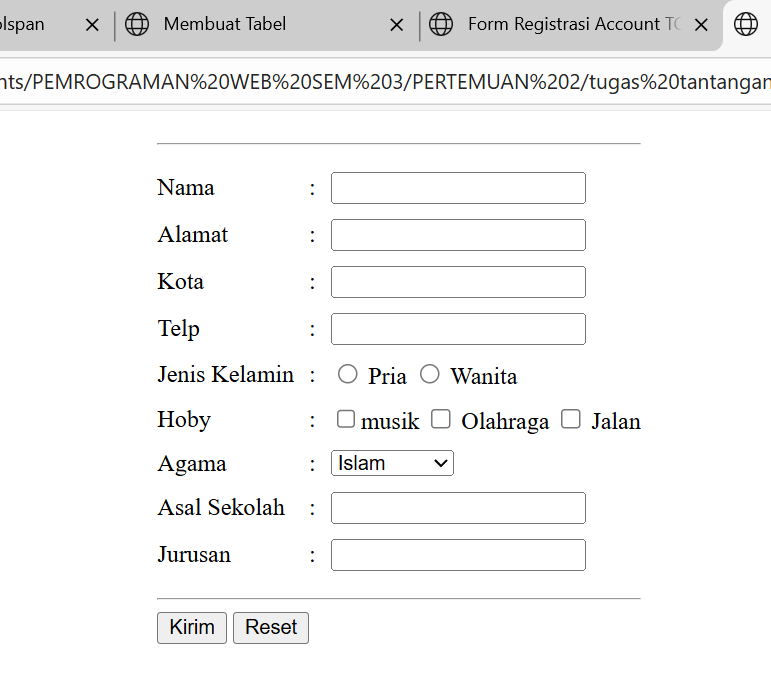 olspan Membuat Tabel Form Registrasi Account TO
nts/PEMROGRAMAN%20WEB%20SEM%203/PERTEMUAN%202/tugas%20tantangan
Nama :
Alamat :
Kota :
Telp :
Jenis Kelamin : Pria Wanita
Hoby : musik Olahraga Jalan
Agama : Islam
Asal Sekolah :
Jurusan :
Kirim Reset